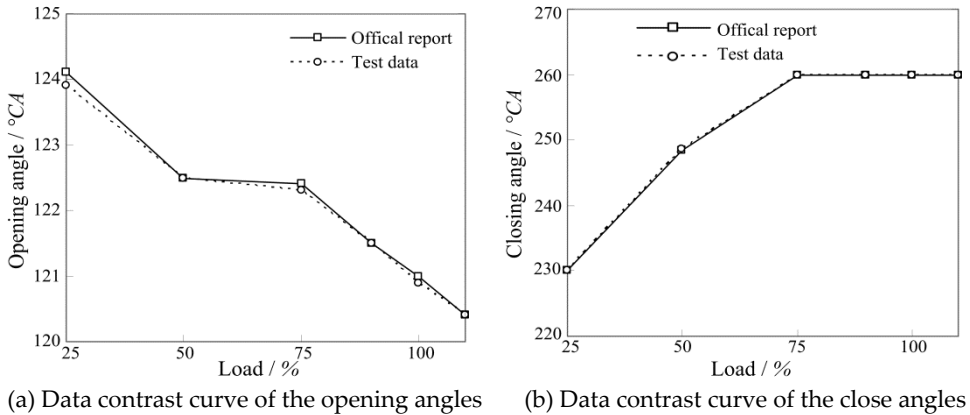 125
124
123
122
121
120
Opening angle / °CA
Offical report
Test data
25
50
75
100
Load / %
(a) Data contrast curve of the opening angles
270
260
250
240
230
220
Closing angle / °CA
Offical report
Test data
25
50
75
100
Load / %
(b) Data contrast curve of the close angles